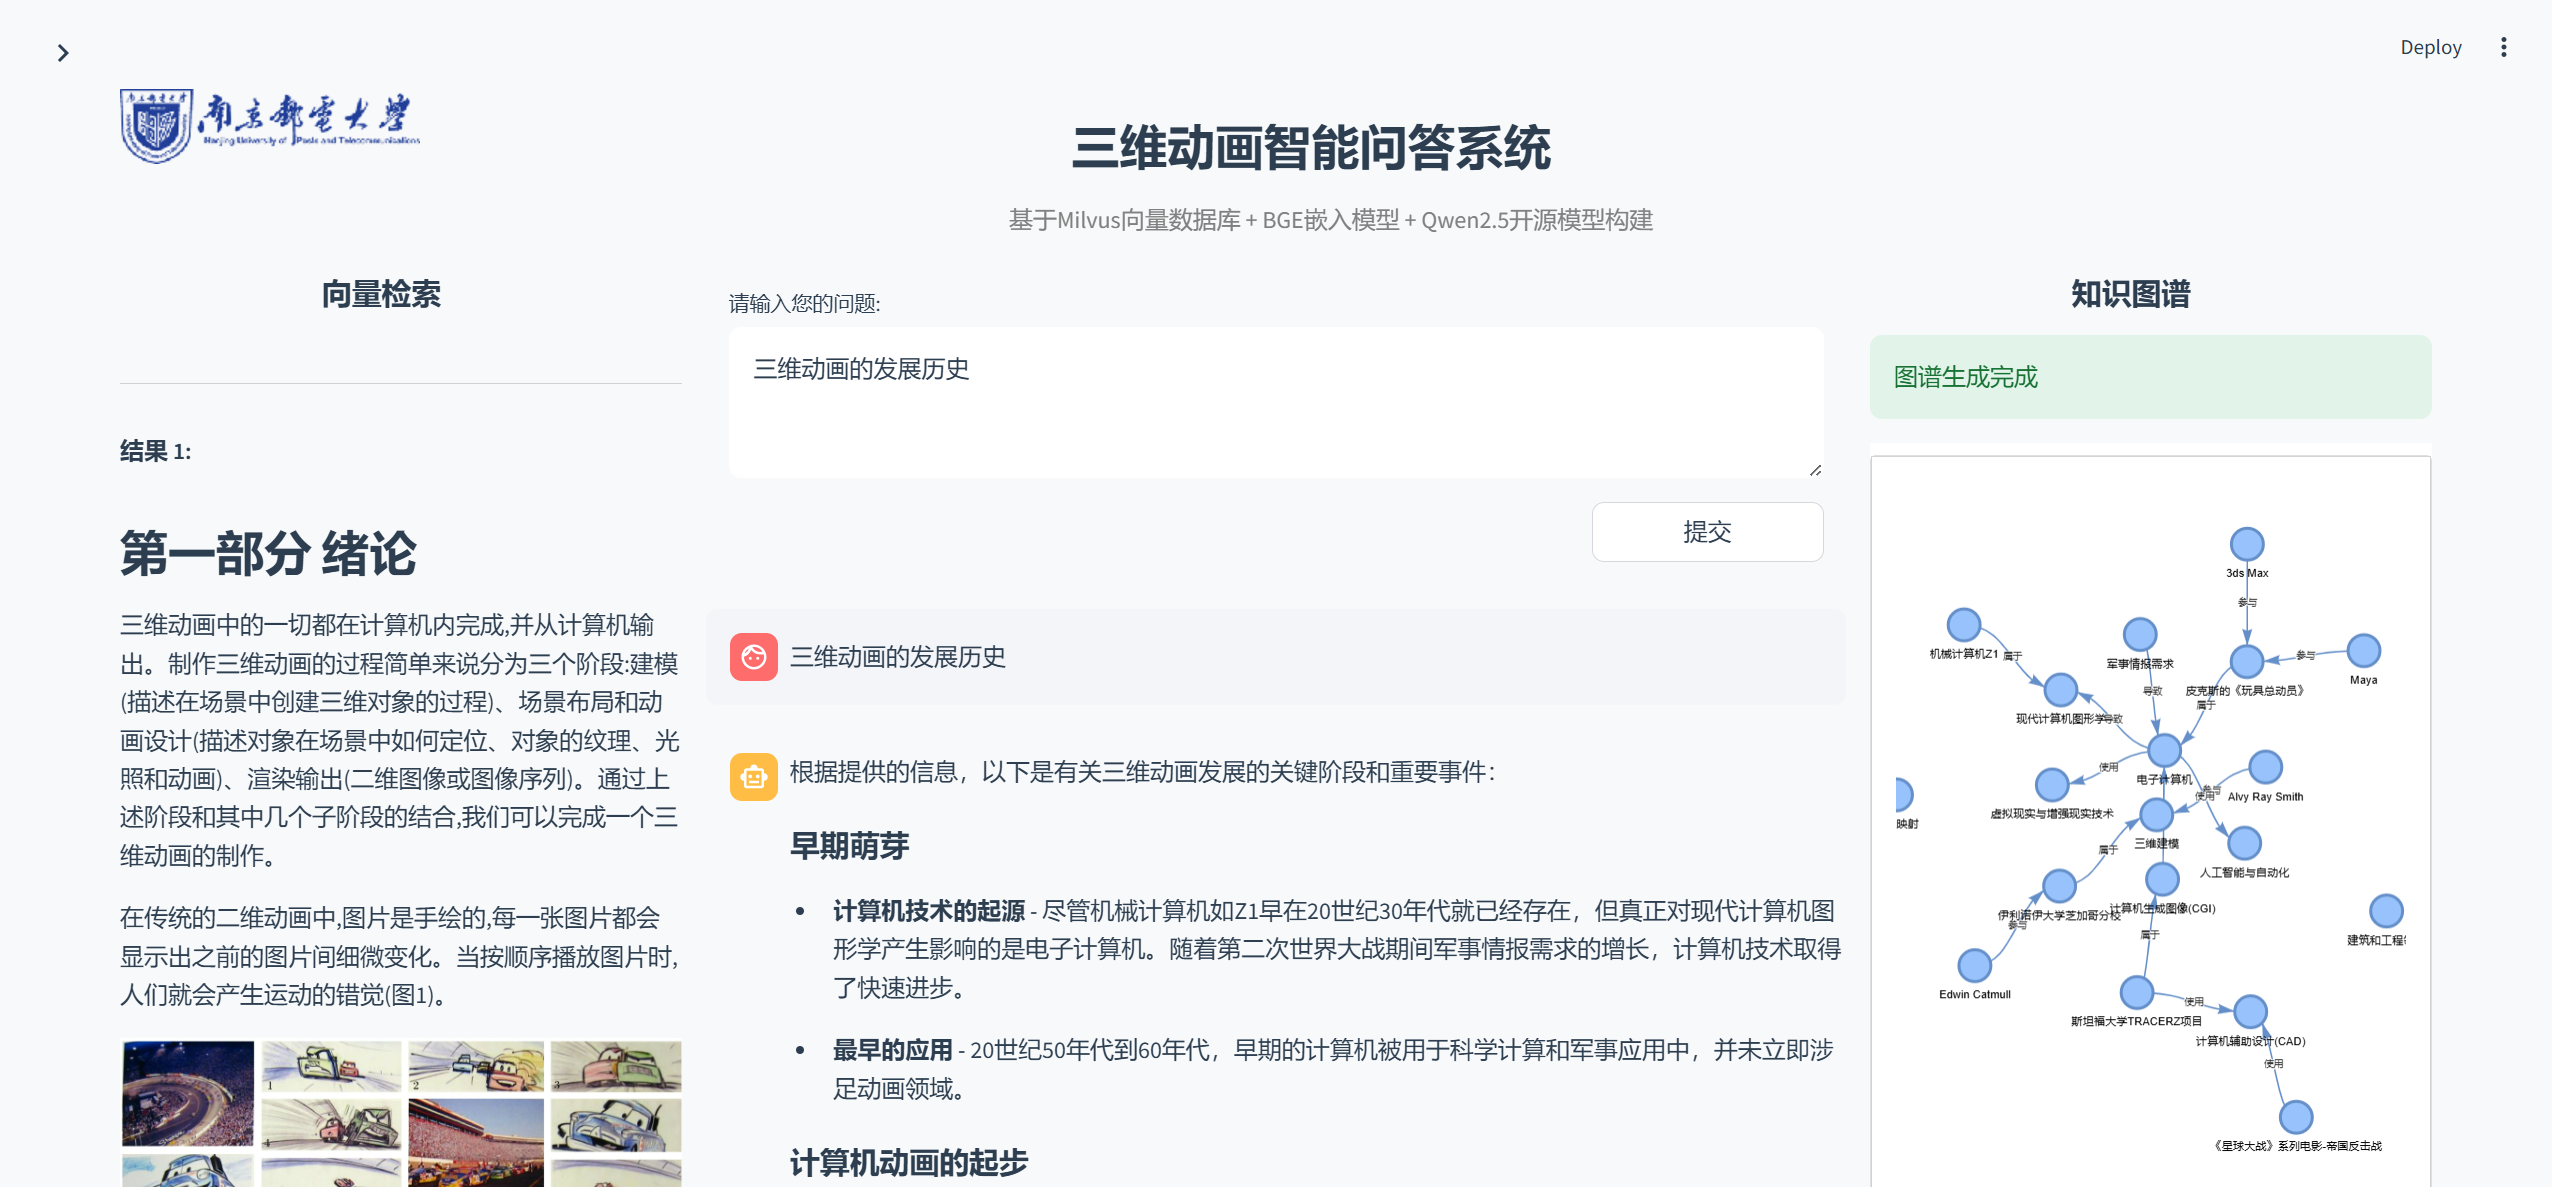 Deploy
南京邮电大学
Nanjing University of Posts and Telecommunications
三维动画智能问答系统
基于Milvus向量数据库 + BGE嵌入模型 + Qwen2.5开源模型构建
向量检索
结果 1:
第一部分 绪论
三维动画中的一切都在计算机内完成,并从计算机输
出。制作三维动画的过程简单来说分为三个阶段:建模
(描述在场景中创建三维对象的过程)、场景布局和动
画设计(描述对象在场景中如何定位、对象的纹理、光
照和动画)、渲染输出(二维图像或图像序列)。通过上
述阶段和其中几个子阶段的结合,我们可以完成一个三
维动画的制作。
在传统的二维动画中,图片是手绘的,每一张图片都会
显示出之前的图片间细微变化。当按顺序播放图片时,
人们就会产生运动的错觉(图1)。
1
2
3
4
请输入您的问题:
三维动画的发展历史
提交
三维动画的发展历史
根据提供的信息，以下是有关三维动画发展的关键阶段和重要事件：
早期萌芽
• 计算机技术的起源 - 尽管机械计算机如Z1早在20世纪30年代就已经存在，但真正对现代计算机图
形学产生影响的是电子计算机。随着第二次世界大战期间军事情报需求的增长，计算机技术取得
了快速进步。
• 最早的应用 - 20世纪50年代到60年代，早期的计算机被用于科学计算和军事应用中，并未立即涉
足动画领域。
计算机动画的起步
知识图谱
图谱生成完成
3ds Max
参与
机械计算机Z1
属于
军事情报需求
参与
Maya
导致
皮克斯的《玩具总动员》
属于
现代计算机图形学
导致
使用
电子计算机
参与
使用
Alvy Ray Smith
虚拟现实与增强现实技术
映射
三维建模
属于
人工智能与自动化
计算机生成图像(CGI)
伊利诺伊大学芝加哥分校
参与
属于
建筑和工程
Edwin Catmull
使用
斯坦福大学TRACERZ项目
计算机辅助设计(CAD)
使用
《星球大战》系列电影-帝国反击战